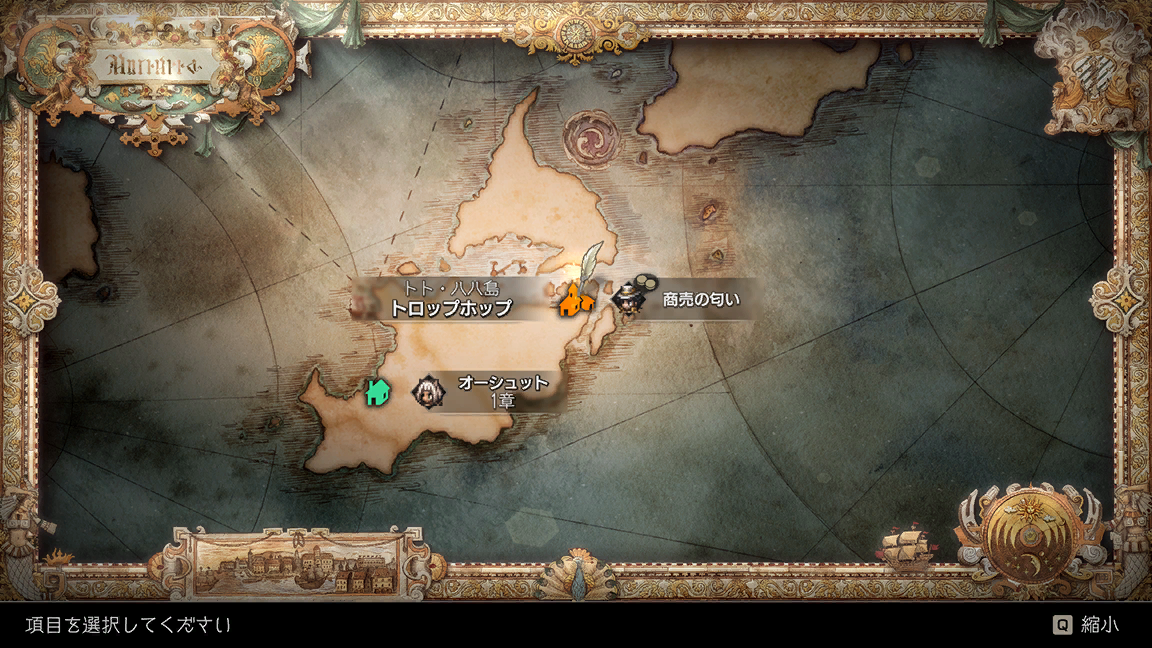 トト・ハハ島
トロップホップ
商売の匂い
オーシュット
1章
項目を選択してください
Q 縮小